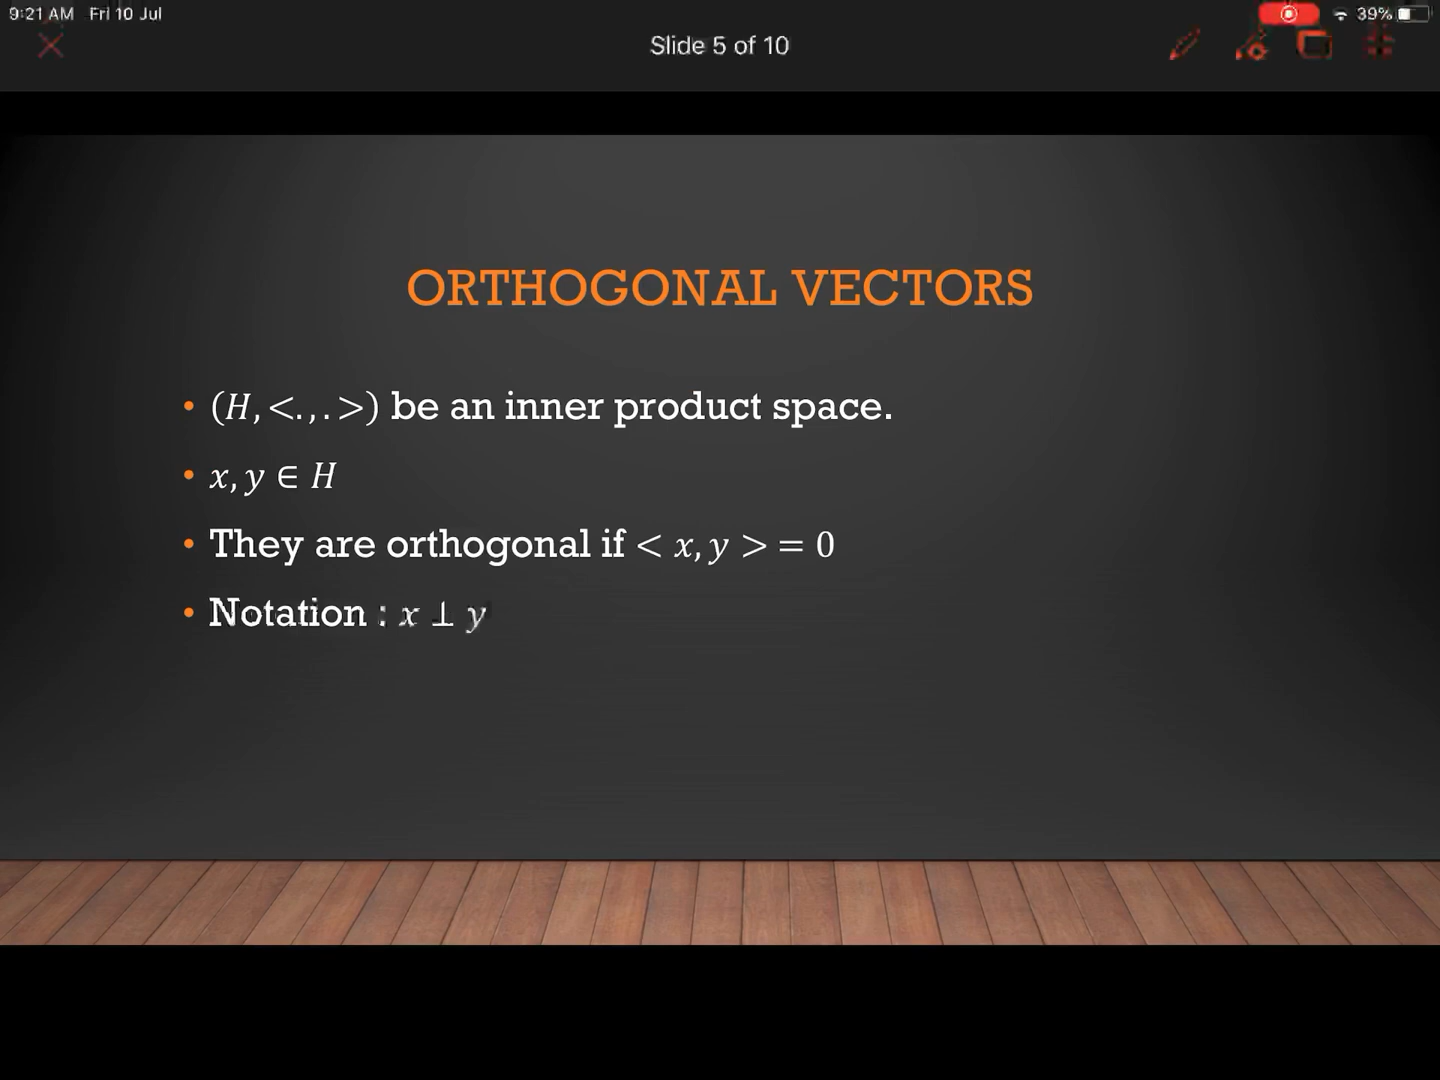 9:21 AM Fri 10 Jul
39%
Slide 5 of 10
ORTHOGONAL VECTORS
• (H, <. , . >) be an inner product space.
• x, y ∈ H
• They are orthogonal if < x, y > = 0
• Notation : x ⊥ y